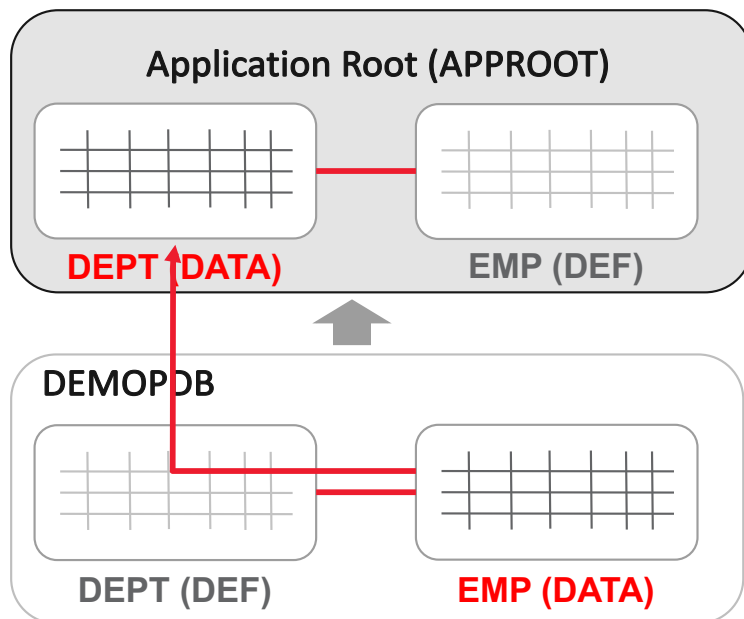 Application Root (APPROOT)
DEPT (DATA)
EMP (DEF)
DEMOPDB
DEPT (DEF)
EMP (DATA)